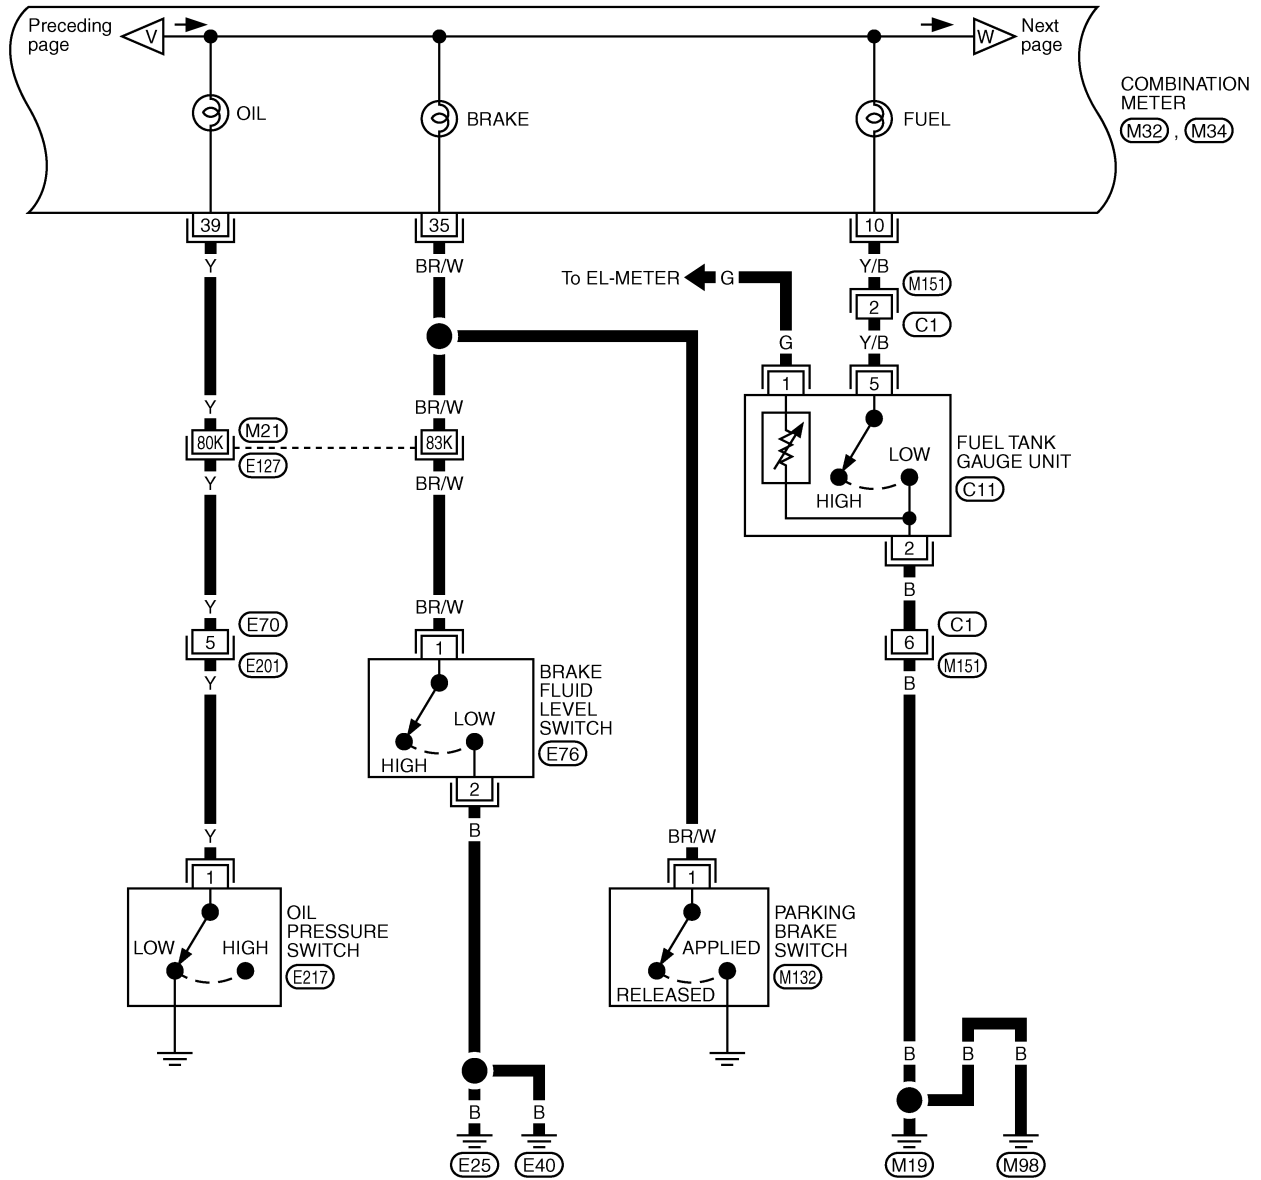 Preceding
page
V
W
Next
page
OIL
BRAKE
FUEL
COMBINATION
METER
M32 , M34
39
35
10
Y
BR/W
Y/B
To EL-METER
G
M151
2
C1
G
Y/B
1
5
Y
BR/W
80K
M21
E127
83K
Y
BR/W
LOW
HIGH
FUEL TANK
GAUGE UNIT
C11
2
B
Y
BR/W
5
E70
E201
1
6
C1
M151
Y
B
BRAKE
FLUID
LEVEL
SWITCH
E76
LOW
HIGH
2
B
Y
BR/W
1
1
LOW
HIGH
OIL
PRESSURE
SWITCH
E217
APPLIED
RELEASED
PARKING
BRAKE
SWITCH
M132
B
B
B
B
B
E25
E40
M19
M98